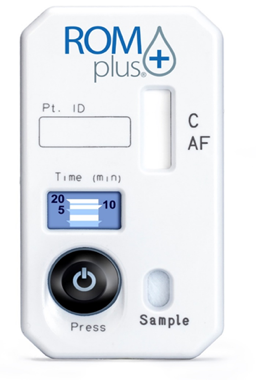 ROM
plus®
Pt. ID
C
AF
Time (min)
20
5 10
Press
Sample